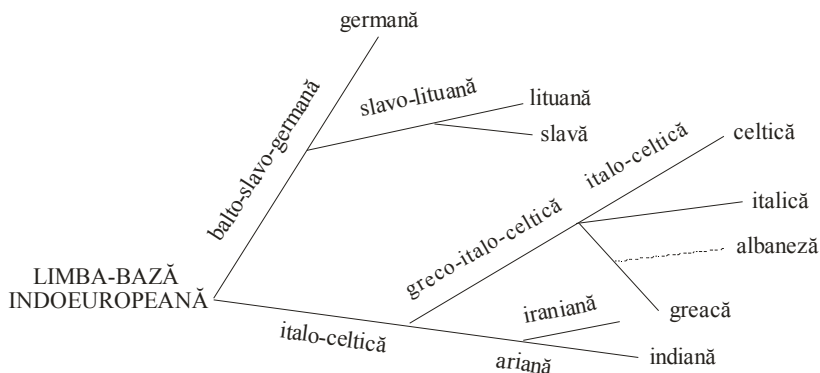 germană
balto-slavo-germană
slavo-lituană
lituană
slavă
italo-celtică
celtică
greco-italo-celtică
italică
albaneză
LIMBA-BAZĂ
INDOEUROPEANĂ
iraniană
greacă
italo-celtică
ariană
indiană